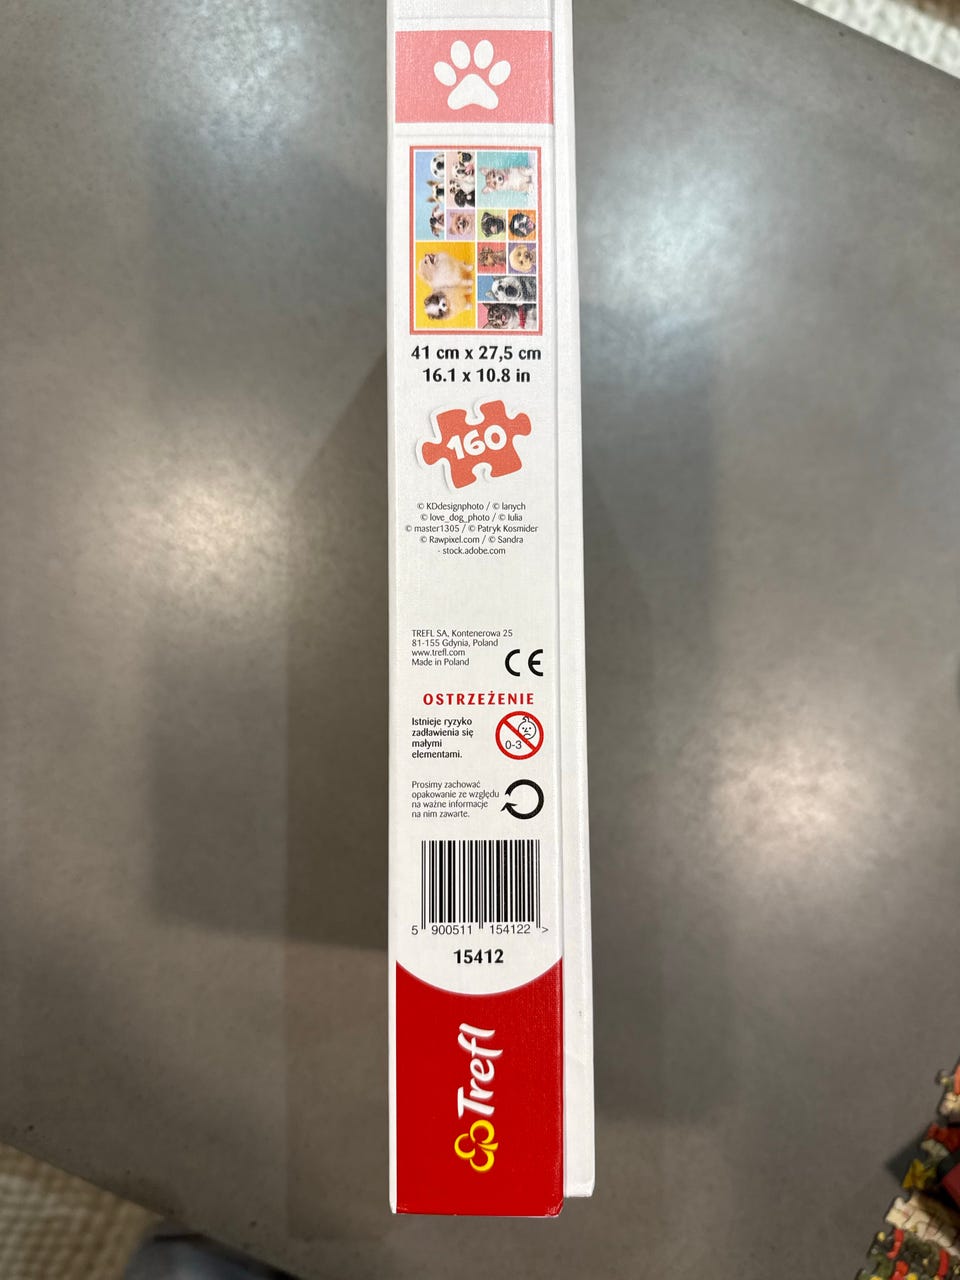 41 cm x 27,5 cm
16.1 x 10.8 in
160
© KDdesignphoto / © lanych
© love_dog_photo / © Iulia
© master1305 / © Patryk Kosmider
© Rawpixel.com / © Sandra
- stock.adobe.com
TREFL SA, Kontenerowa 25
81-155 Gdynia, Poland
www.trefl.com
Made in Poland
CE
OSTRZEŻENIE
Istnieje ryzyko
zadławienia się
małymi
elementami.
0-3
Prosimy zachować
opakowanie ze względu
na ważne informacje
na nim zawarte.
5 900511 154122 >
15412
Trefl